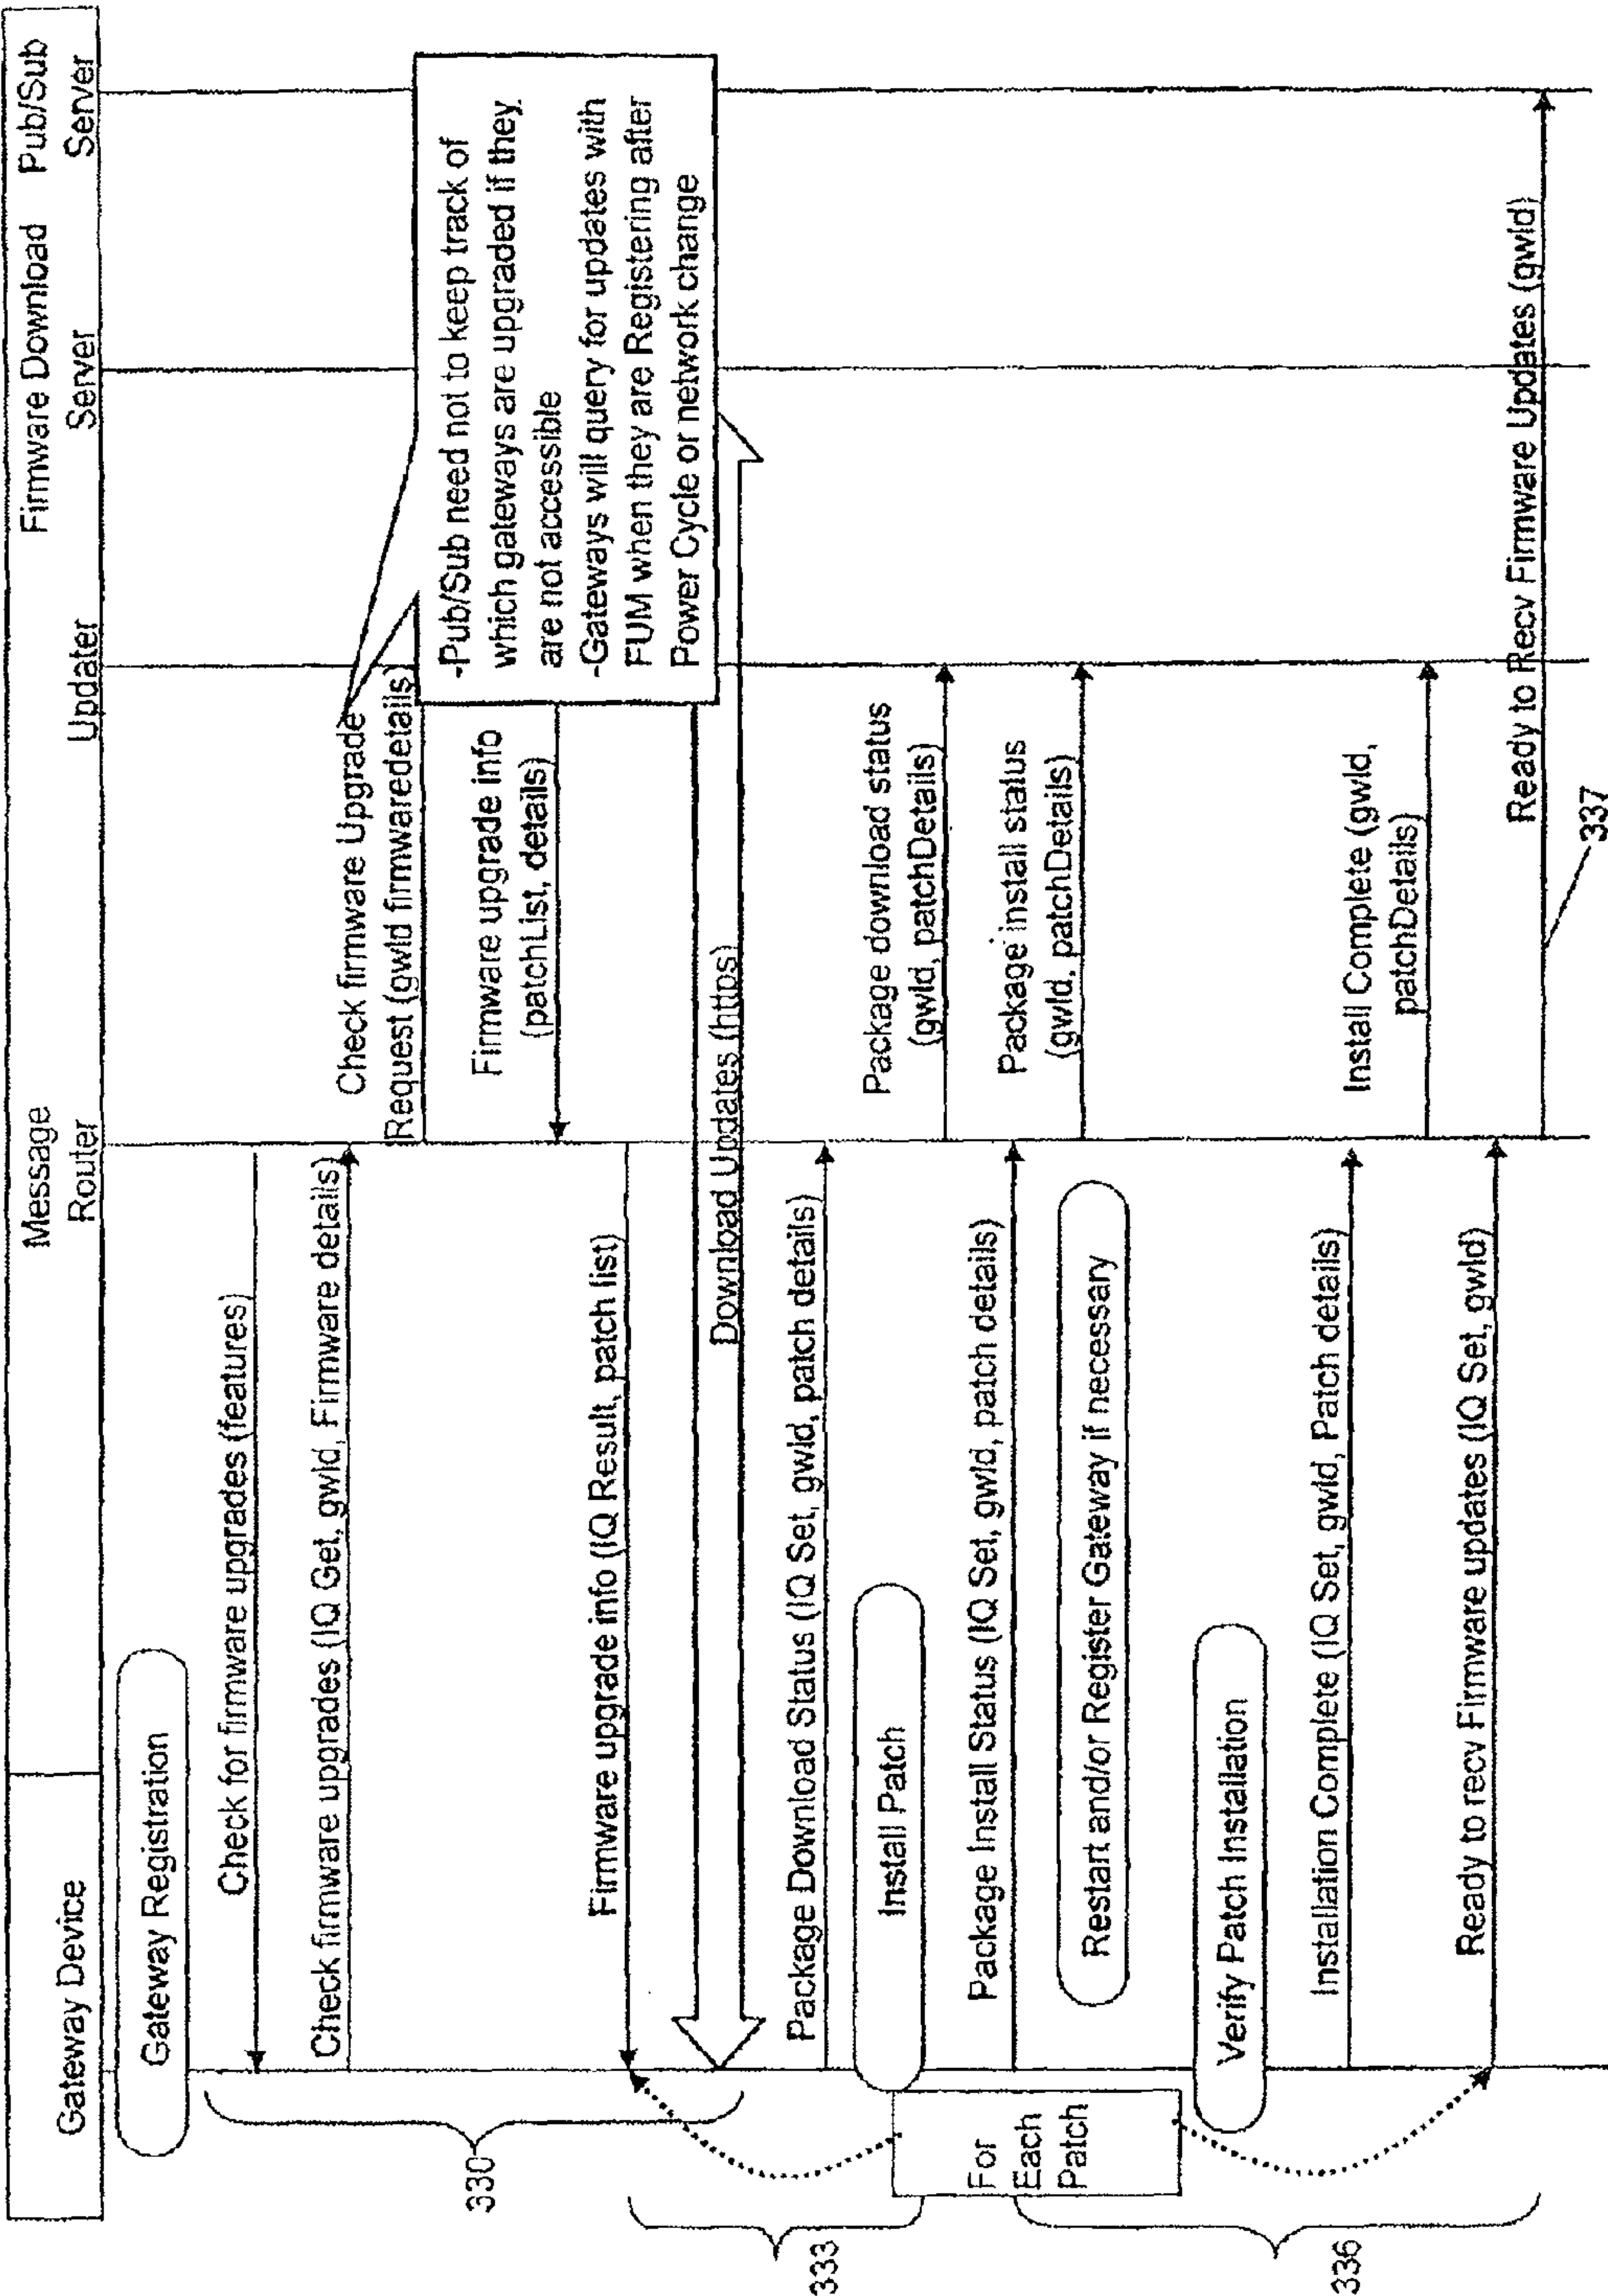 Gateway Device
Message
Router
Updater
Firmware Download
Server
Pub/Sub
Server
Gateway Registration
Check for firmware upgrades (features)
Check firmware upgrades (IQ Get, gwId, Firmware details)
Check firmware Upgrade
Request (gwId firmwaredetails)
-Pub/Sub need not to keep track of
which gateways are upgraded if they
are not accessible
-Gateways will query for updates with
FUM when they are Registering after
Power Cycle or network change
Firmware upgrade info
(patchList, details)
Firmware upgrade info (IQ Result, patch list)
330
Download Updates (https)
Package Download Status (IQ Set, gwId, patch details)
Package download status
(gwId, patchDetails)
Install Patch
333
For
Each
Patch
Package Install Status (IQ Set, gwId, patch details)
Package install status
(gwId, patchDetails)
Restart and/or Register Gateway if necessary
Verify Patch Installation
Installation Complete (IQ Set, gwId, Patch details)
Install Complete (gwId,
patchDetails)
336
Ready to recv Firmware updates (IQ Set, gwId)
Ready to Recv Firmware Updates (gwId)
337